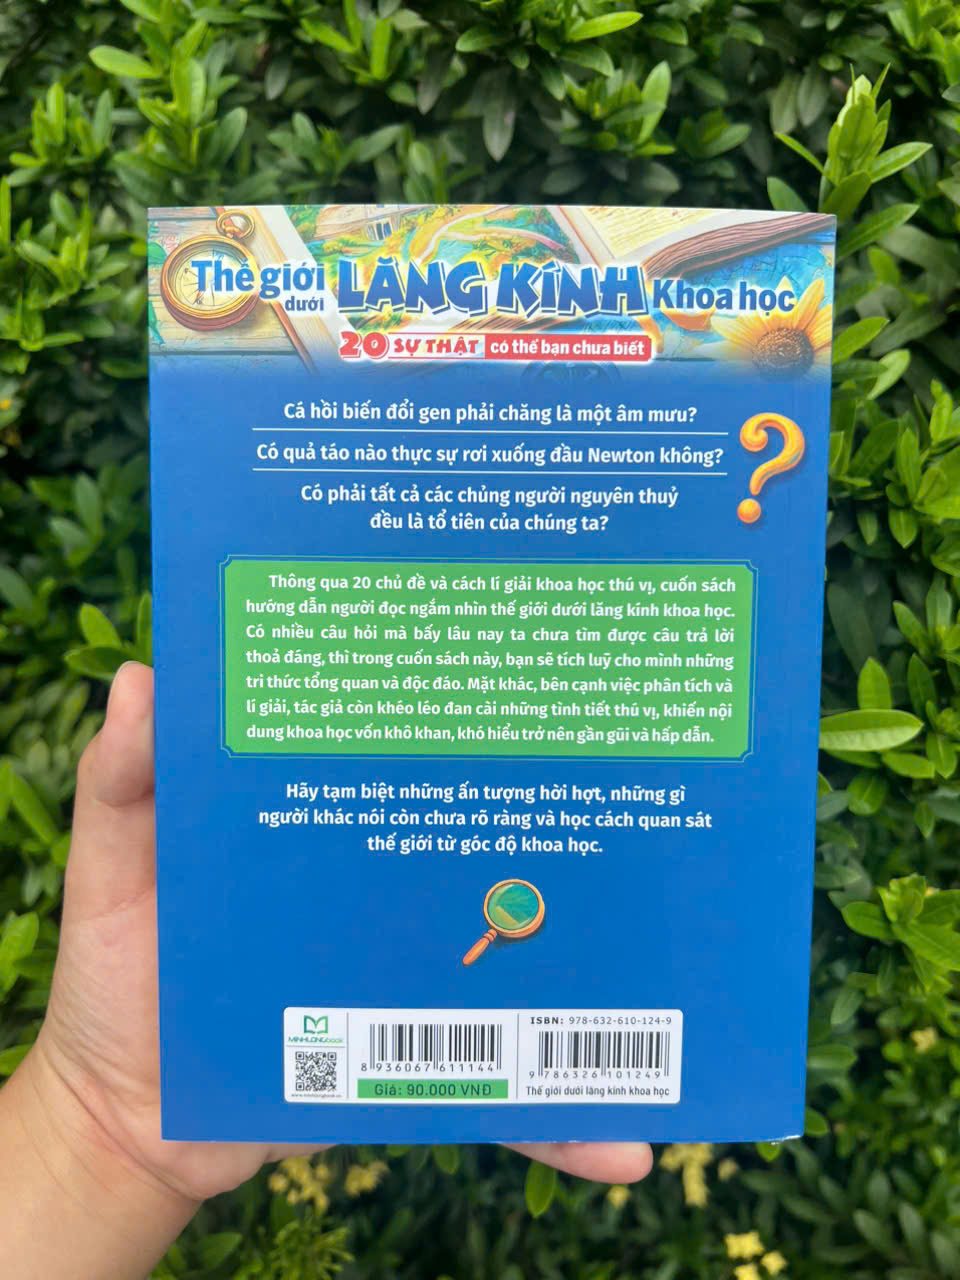 Thế giới dưới LĂNG KÍNH Khoa học
20 SỰ THẬT có thể bạn chưa biết
Cá hồi biến đổi gen phải chăng là một âm mưu?
Có quả táo nào thực sự rơi xuống đầu Newton không?
Có phải tất cả các chủng người nguyên thuỷ
đều là tổ tiên của chúng ta?
Thông qua 20 chủ đề và cách lí giải khoa học thú vị, cuốn sách
hướng dẫn người đọc ngắm nhìn thế giới dưới lăng kính khoa học.
Có nhiều câu hỏi mà bấy lâu nay ta chưa tìm được câu trả lời
thoả đáng, thì trong cuốn sách này, bạn sẽ tích luỹ cho mình những
tri thức tổng quan và độc đáo. Mặt khác, bên cạnh việc phân tích và
lí giải, tác giả còn khéo léo đan cài những tình tiết thú vị, khiến nội
dung khoa học vốn khô khan, khó hiểu trở nên gần gũi và hấp dẫn.
Hãy tạm biệt những ấn tượng hời hợt, những gì
người khác nói còn chưa rõ ràng và học cách quan sát
thế giới từ góc độ khoa học.
MINHLONGbook
www.minhlongbook.vn
8 936067 611144
Giá: 90.000 VNĐ
ISBN: 978-632-610-124-9
9 786326 101249
Thế giới dưới lăng kính khoa học